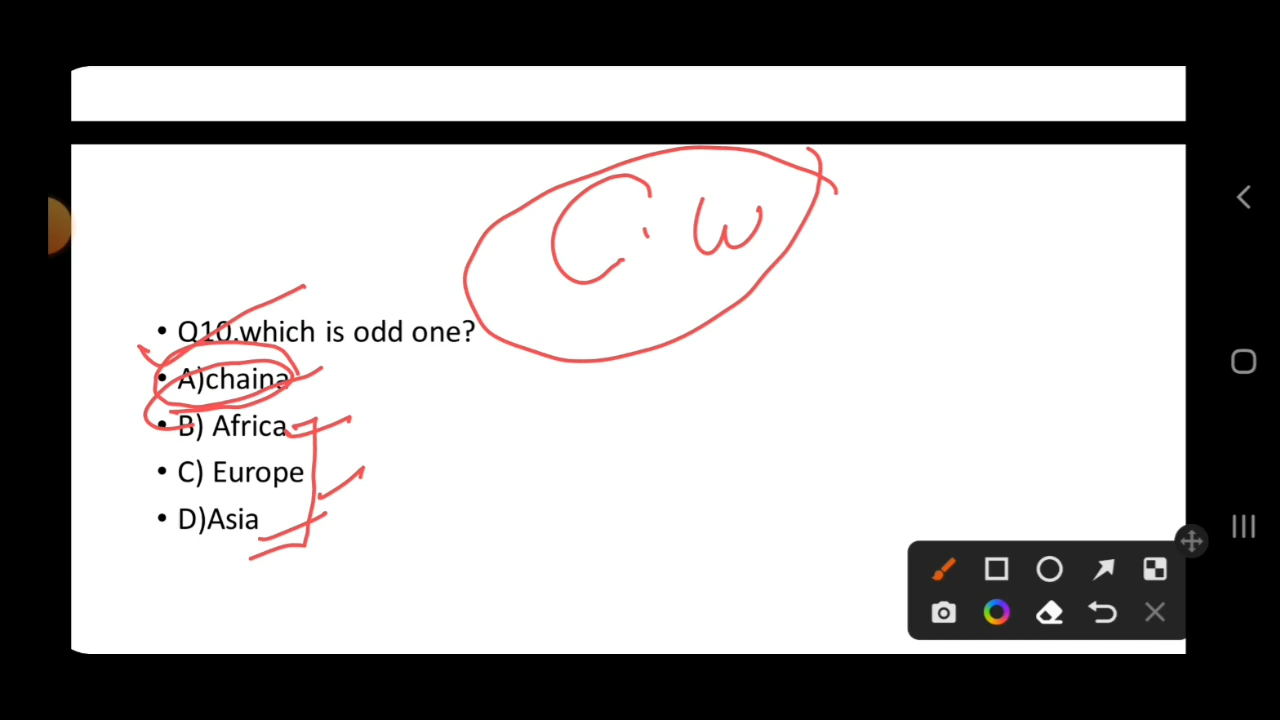 C. W
• Q10.which is odd one?
• A)chaina
• B) Africa
• C) Europe
• D)Asia